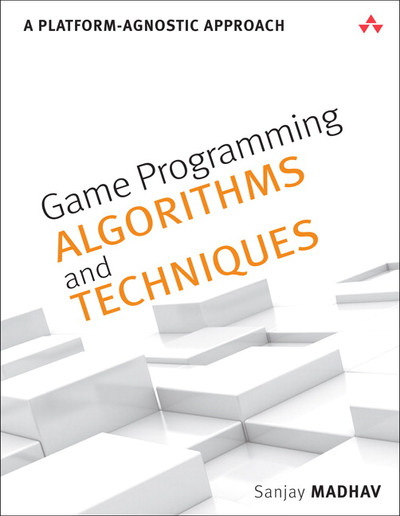 A PLATFORM-AGNOSTIC APPROACH
Game Programming
ALGORITHMS
and
TECHNIQUES
Sanjay MADHAV